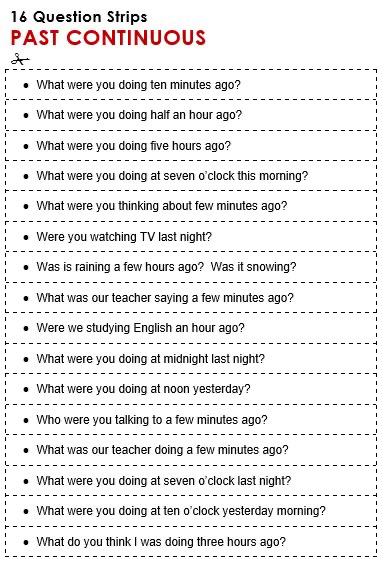 16 Question Strips
PAST CONTINUOUS
• What were you doing ten minutes ago?
• What were you doing half an hour ago?
• What were you doing five hours ago?
• What were you doing at seven o'clock this morning?
• What were you thinking about few minutes ago?
• Were you watching TV last night?
• Was is raining a few hours ago?  Was it snowing?
• What was our teacher saying a few minutes ago?
• Were we studying English an hour ago?
• What were you doing at midnight last night?
• What were you doing at noon yesterday?
• Who were you talking to a few minutes ago?
• What was our teacher doing a few minutes ago?
• What were you doing at seven o'clock last night?
• What were you doing at ten o'clock yesterday morning?
• What do you think I was doing three hours ago?